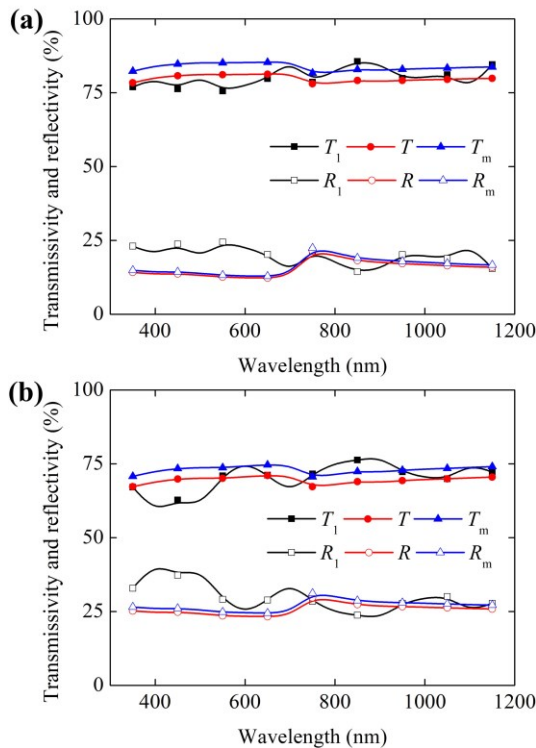 (a)
Transmissivity and reflectivity (%)
100
75
50
25
0
T1 T Tm
R1 R Rm
400 600 800 1000 1200
Wavelength (nm)
(b)
Transmissivity and reflectivity (%)
100
75
50
25
0
T1 T Tm
R1 R Rm
400 600 800 1000 1200
Wavelength (nm)